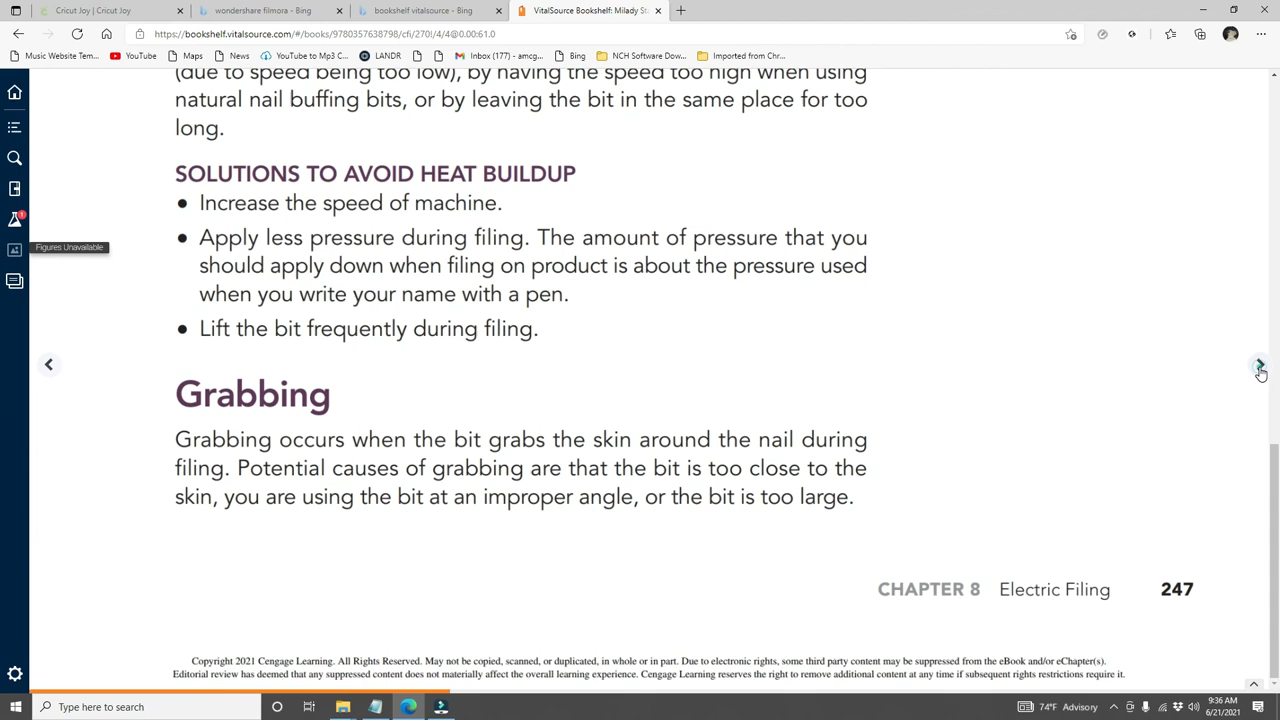 Cricut Joy | Cricut Joy
wondershare filmora - Bing
bookshelf vitalsource - Bing
VitalSource Bookshelf: Milady St
https://bookshelf.vitalsource.com/#/books/9780357638798/cfi/270!/4/4@0.00:61.0
Music Website Tem...
YouTube
Maps
News
YouTube to Mp3 C...
LANDR
Inbox (177) - amcg...
Bing
NCH Software Dow...
Imported from Chr...
(due to speed being too low), by having the speed too high when using
natural nail buffing bits, or by leaving the bit in the same place for too
long.
SOLUTIONS TO AVOID HEAT BUILDUP
• Increase the speed of machine.
• Apply less pressure during filing. The amount of pressure that you
should apply down when filing on product is about the pressure used
when you write your name with a pen.
• Lift the bit frequently during filing.
1
Figures Unavailable
Grabbing
Grabbing occurs when the bit grabs the skin around the nail during
filing. Potential causes of grabbing are that the bit is too close to the
skin, you are using the bit at an improper angle, or the bit is too large.
CHAPTER 8 Electric Filing 247
Copyright 2021 Cengage Learning. All Rights Reserved. May not be copied, scanned, or duplicated, in whole or in part. Due to electronic rights, some third party content may be suppressed from the eBook and/or eChapter(s).
Editorial review has deemed that any suppressed content does not materially affect the overall learning experience. Cengage Learning reserves the right to remove additional content at any time if subsequent rights restrictions require it.
Type here to search
74°F Advisory
9:36 AM
6/21/2021